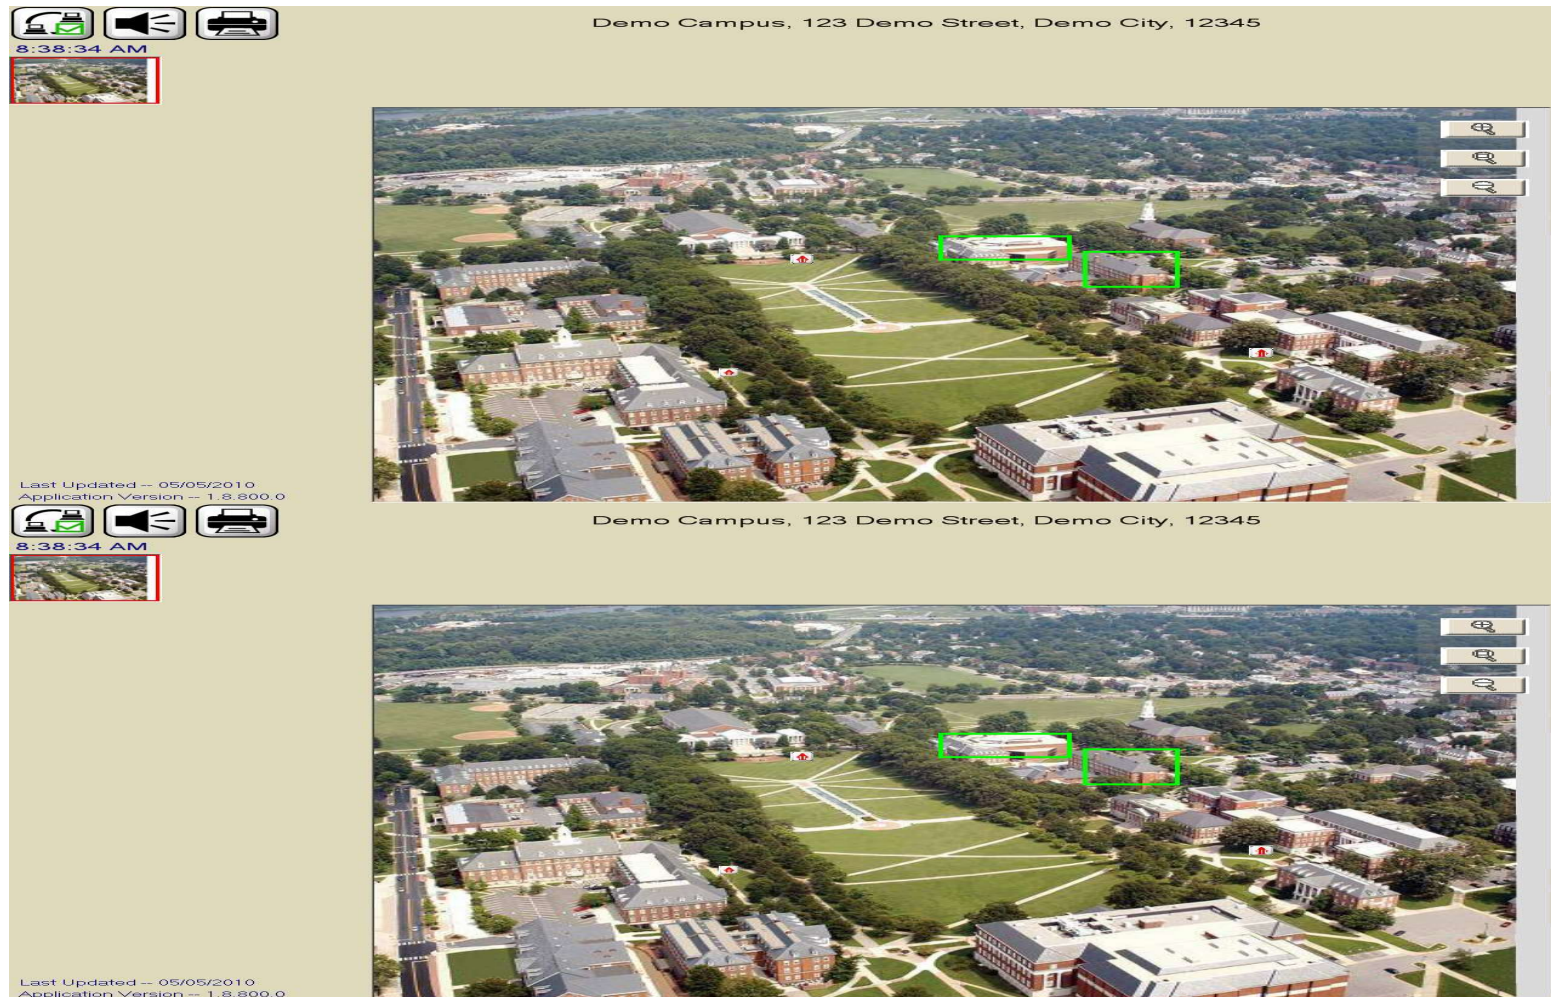 Demo Campus, 123 Demo Street, Demo City, 12345
8:38:34 AM
Last Updated -- 05/05/2010
Application Version -- 1.8.800.0
Demo Campus, 123 Demo Street, Demo City, 12345
8:38:34 AM
Last Updated -- 05/05/2010
Application Version -- 1.8.800.0